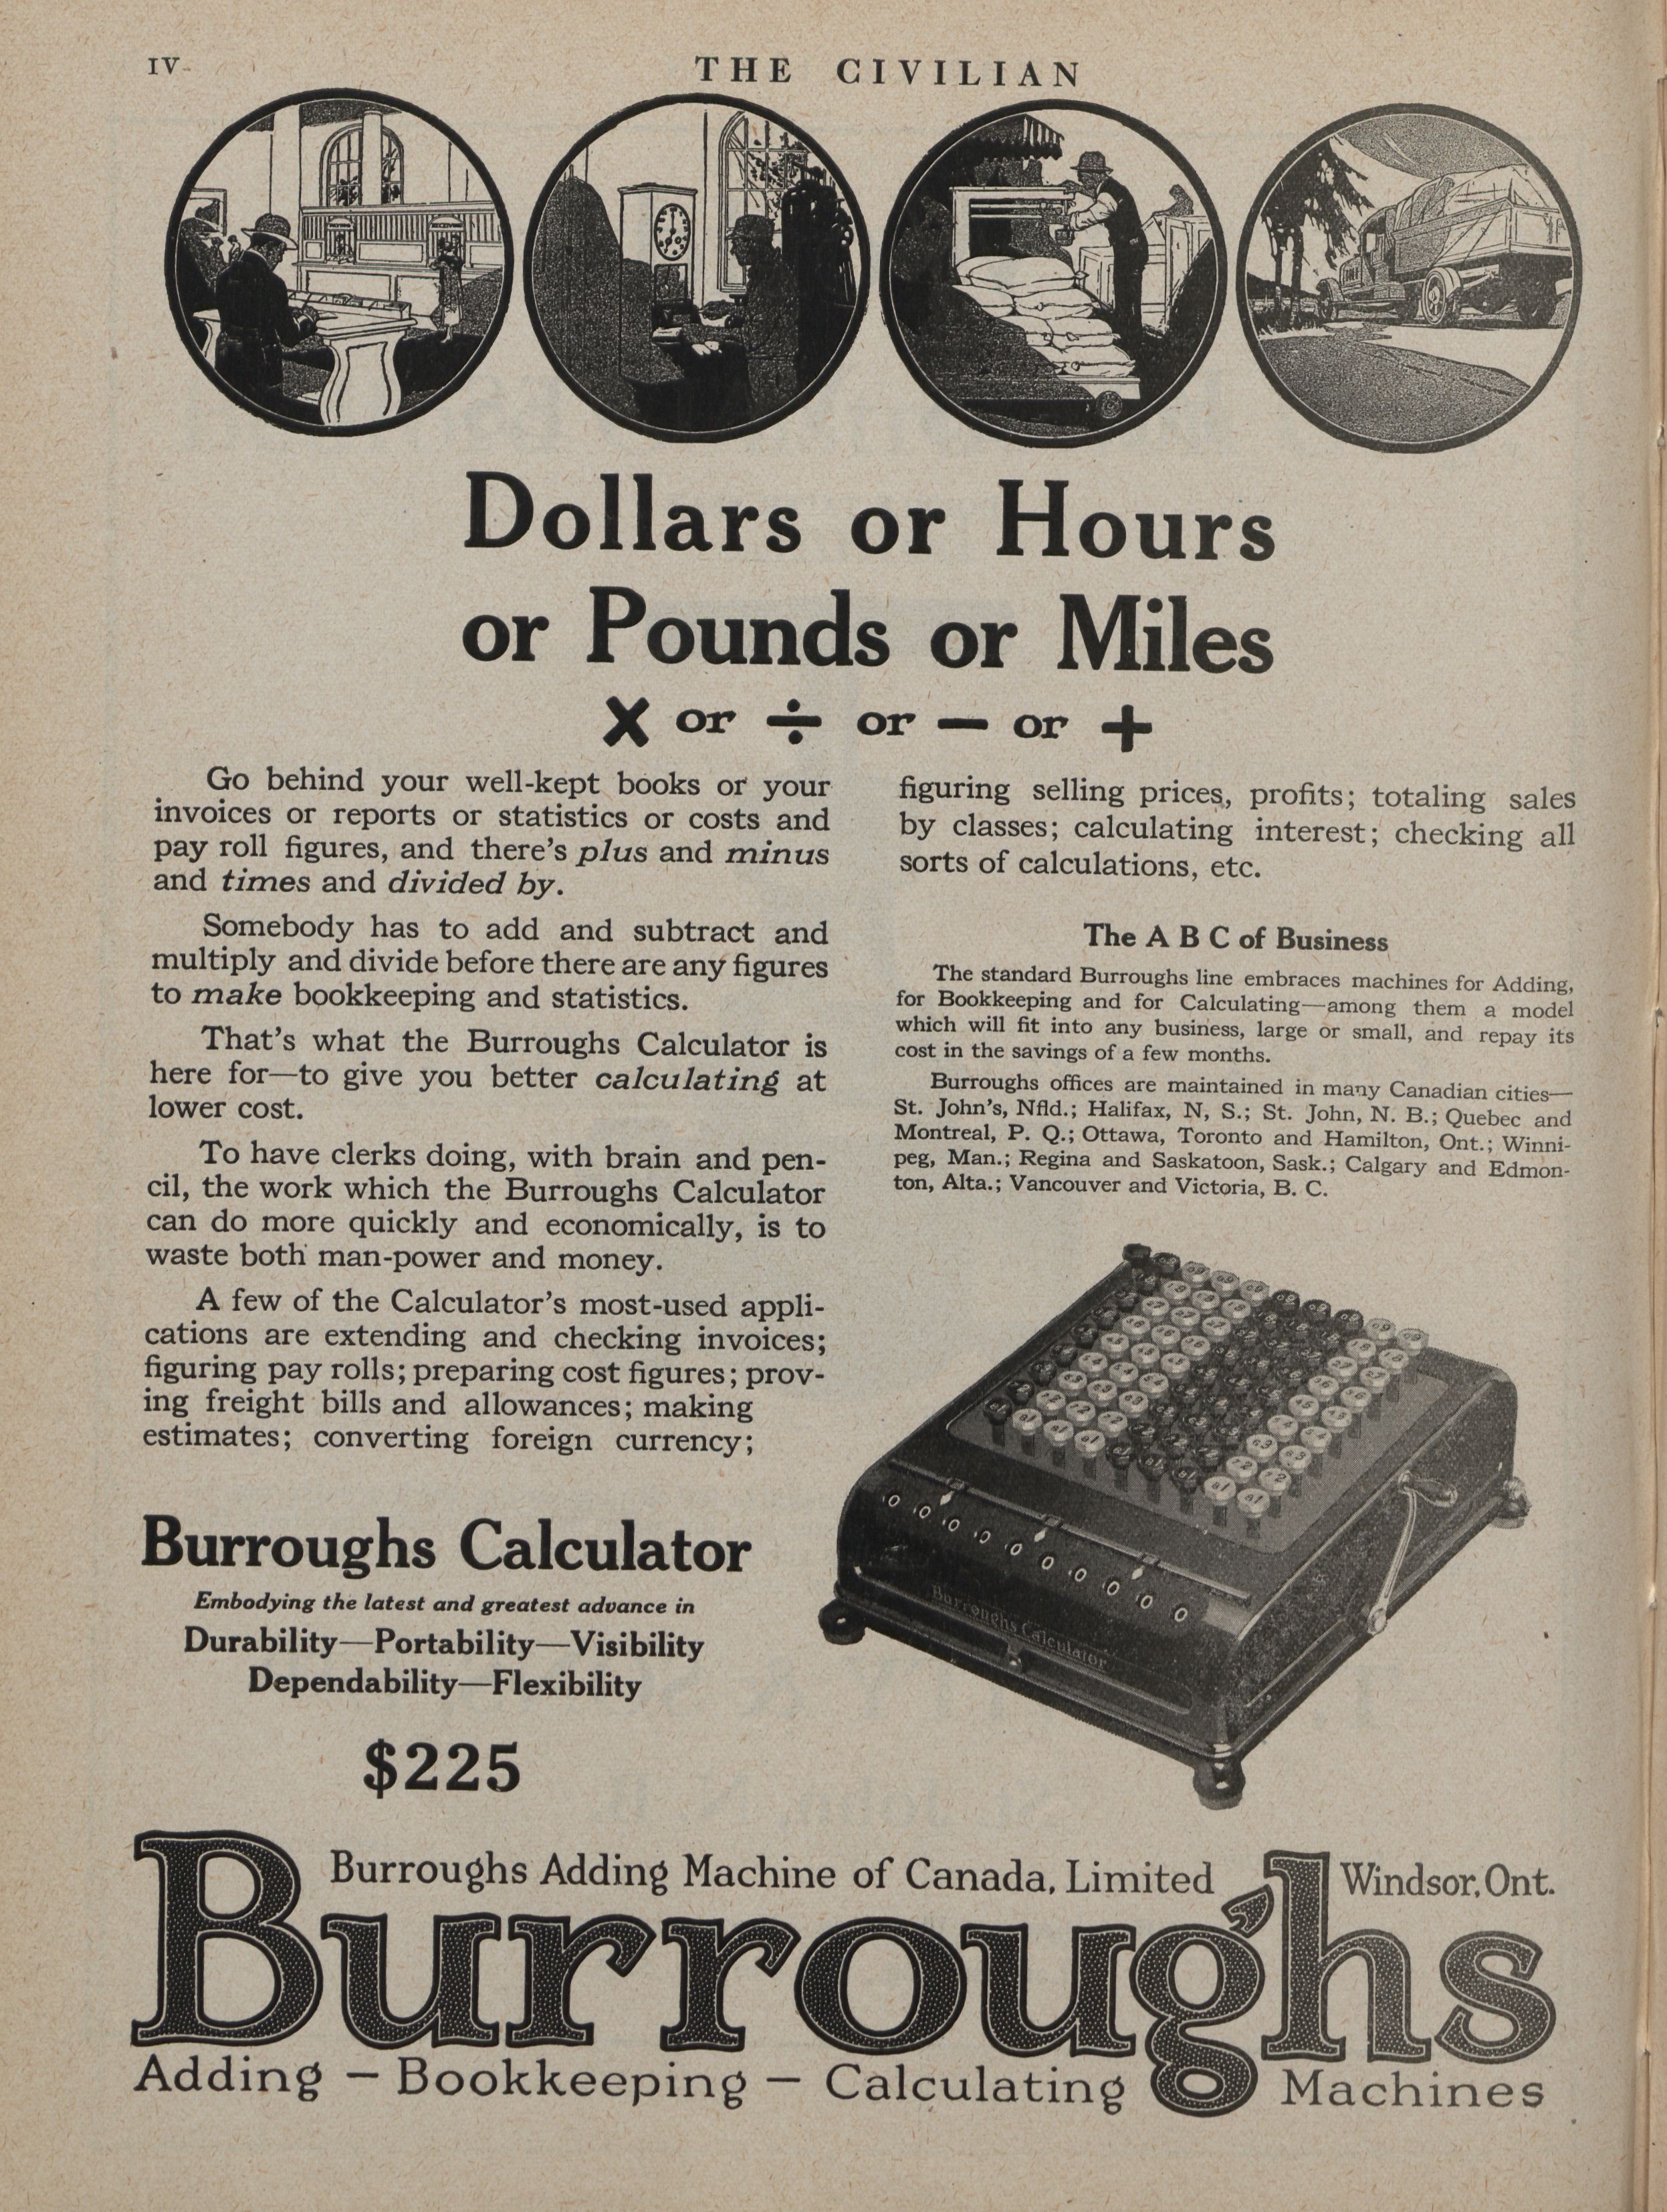 IV
THE CIVILIAN
Dollars or Hours
or Pounds or Miles
× or ÷ or — or +
Go behind your well-kept books or your
invoices or reports or statistics or costs and
pay roll figures, and there's plus and minus
and times and divided by.
Somebody has to add and subtract and
multiply and divide before there are any figures
to make bookkeeping and statistics.
That's what the Burroughs Calculator is
here for—to give you better calculating at
lower cost.
To have clerks doing, with brain and pen-
cil, the work which the Burroughs Calculator
can do more quickly and economically, is to
waste both man-power and money.
A few of the Calculator's most-used appli-
cations are extending and checking invoices;
figuring pay rolls; preparing cost figures; prov-
ing freight bills and allowances; making
estimates; converting foreign currency;
figuring selling prices, profits; totaling sales
by classes; calculating interest; checking all
sorts of calculations, etc.
The A B C of Business
The standard Burroughs line embraces machines for Adding,
for Bookkeeping and for Calculating—among them a model
which will fit into any business, large or small, and repay its
cost in the savings of a few months.
Burroughs offices are maintained in many Canadian cities—
St. John's, Nfld.; Halifax, N, S.; St. John, N. B.; Quebec and
Montreal, P. Q.; Ottawa, Toronto and Hamilton, Ont.; Winni-
peg, Man.; Regina and Saskatoon, Sask.; Calgary and Edmon-
ton, Alta.; Vancouver and Victoria, B. C.
Burroughs Calculator
Embodying the latest and greatest advance in
Durability—Portability—Visibility
Dependability—Flexibility
$225
0 0 0 0 0 0 0 0 0 0
Burroughs Calculator
Burroughs Adding Machine of Canada, Limited Windsor, Ont.
Burroughs
Adding — Bookkeeping — Calculating Machines